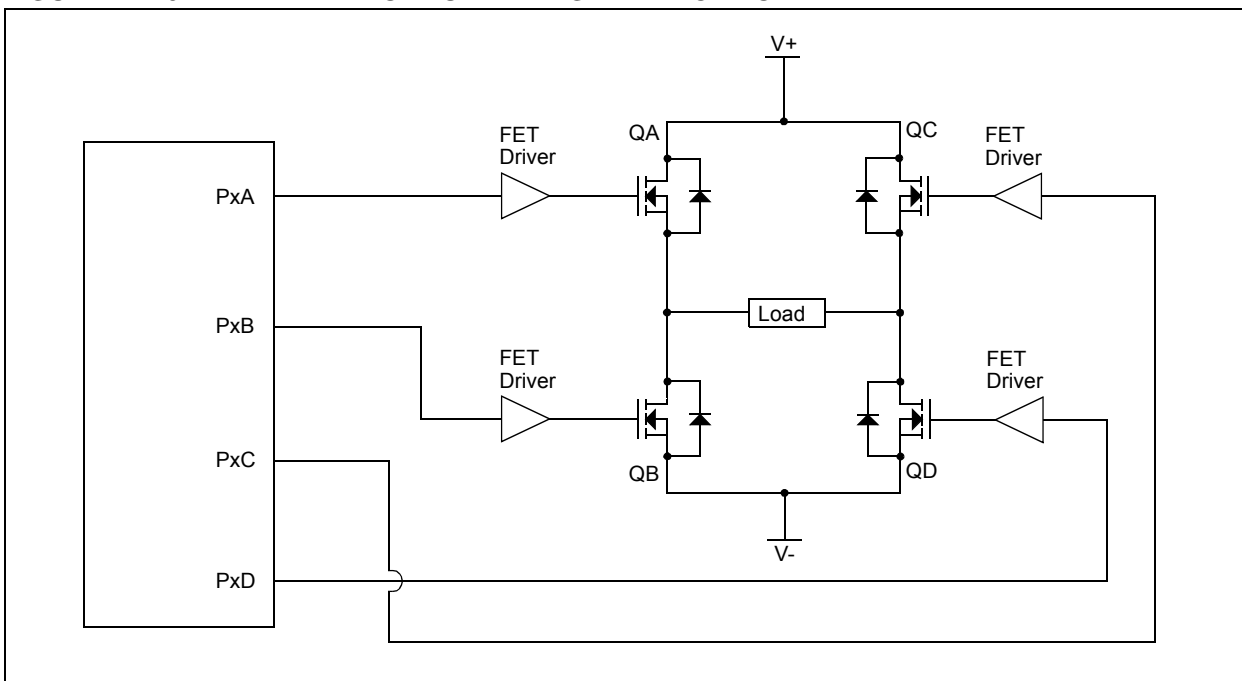 V+
QA
QC
FET
Driver
FET
Driver
PxA
PxB
Load
FET
Driver
FET
Driver
PxC
QB
QD
V-
PxD